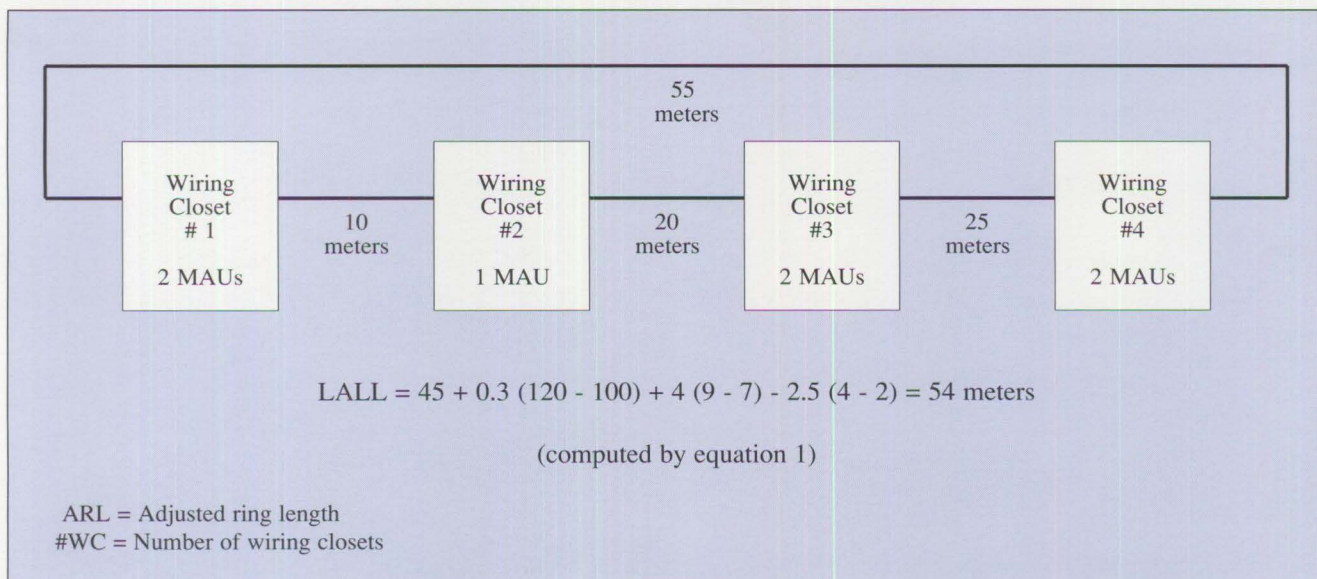 55
meters
Wiring
Closet
# 1
2 MAUs
10
meters
Wiring
Closet
#2
1 MAU
20
meters
Wiring
Closet
#3
2 MAUs
25
meters
Wiring
Closet
#4
2 MAUs
LALL = 45 + 0.3 (120 - 100) + 4 (9 - 7) - 2.5 (4 - 2) = 54 meters
(computed by equation 1)
ARL = Adjusted ring length
#WC = Number of wiring closets